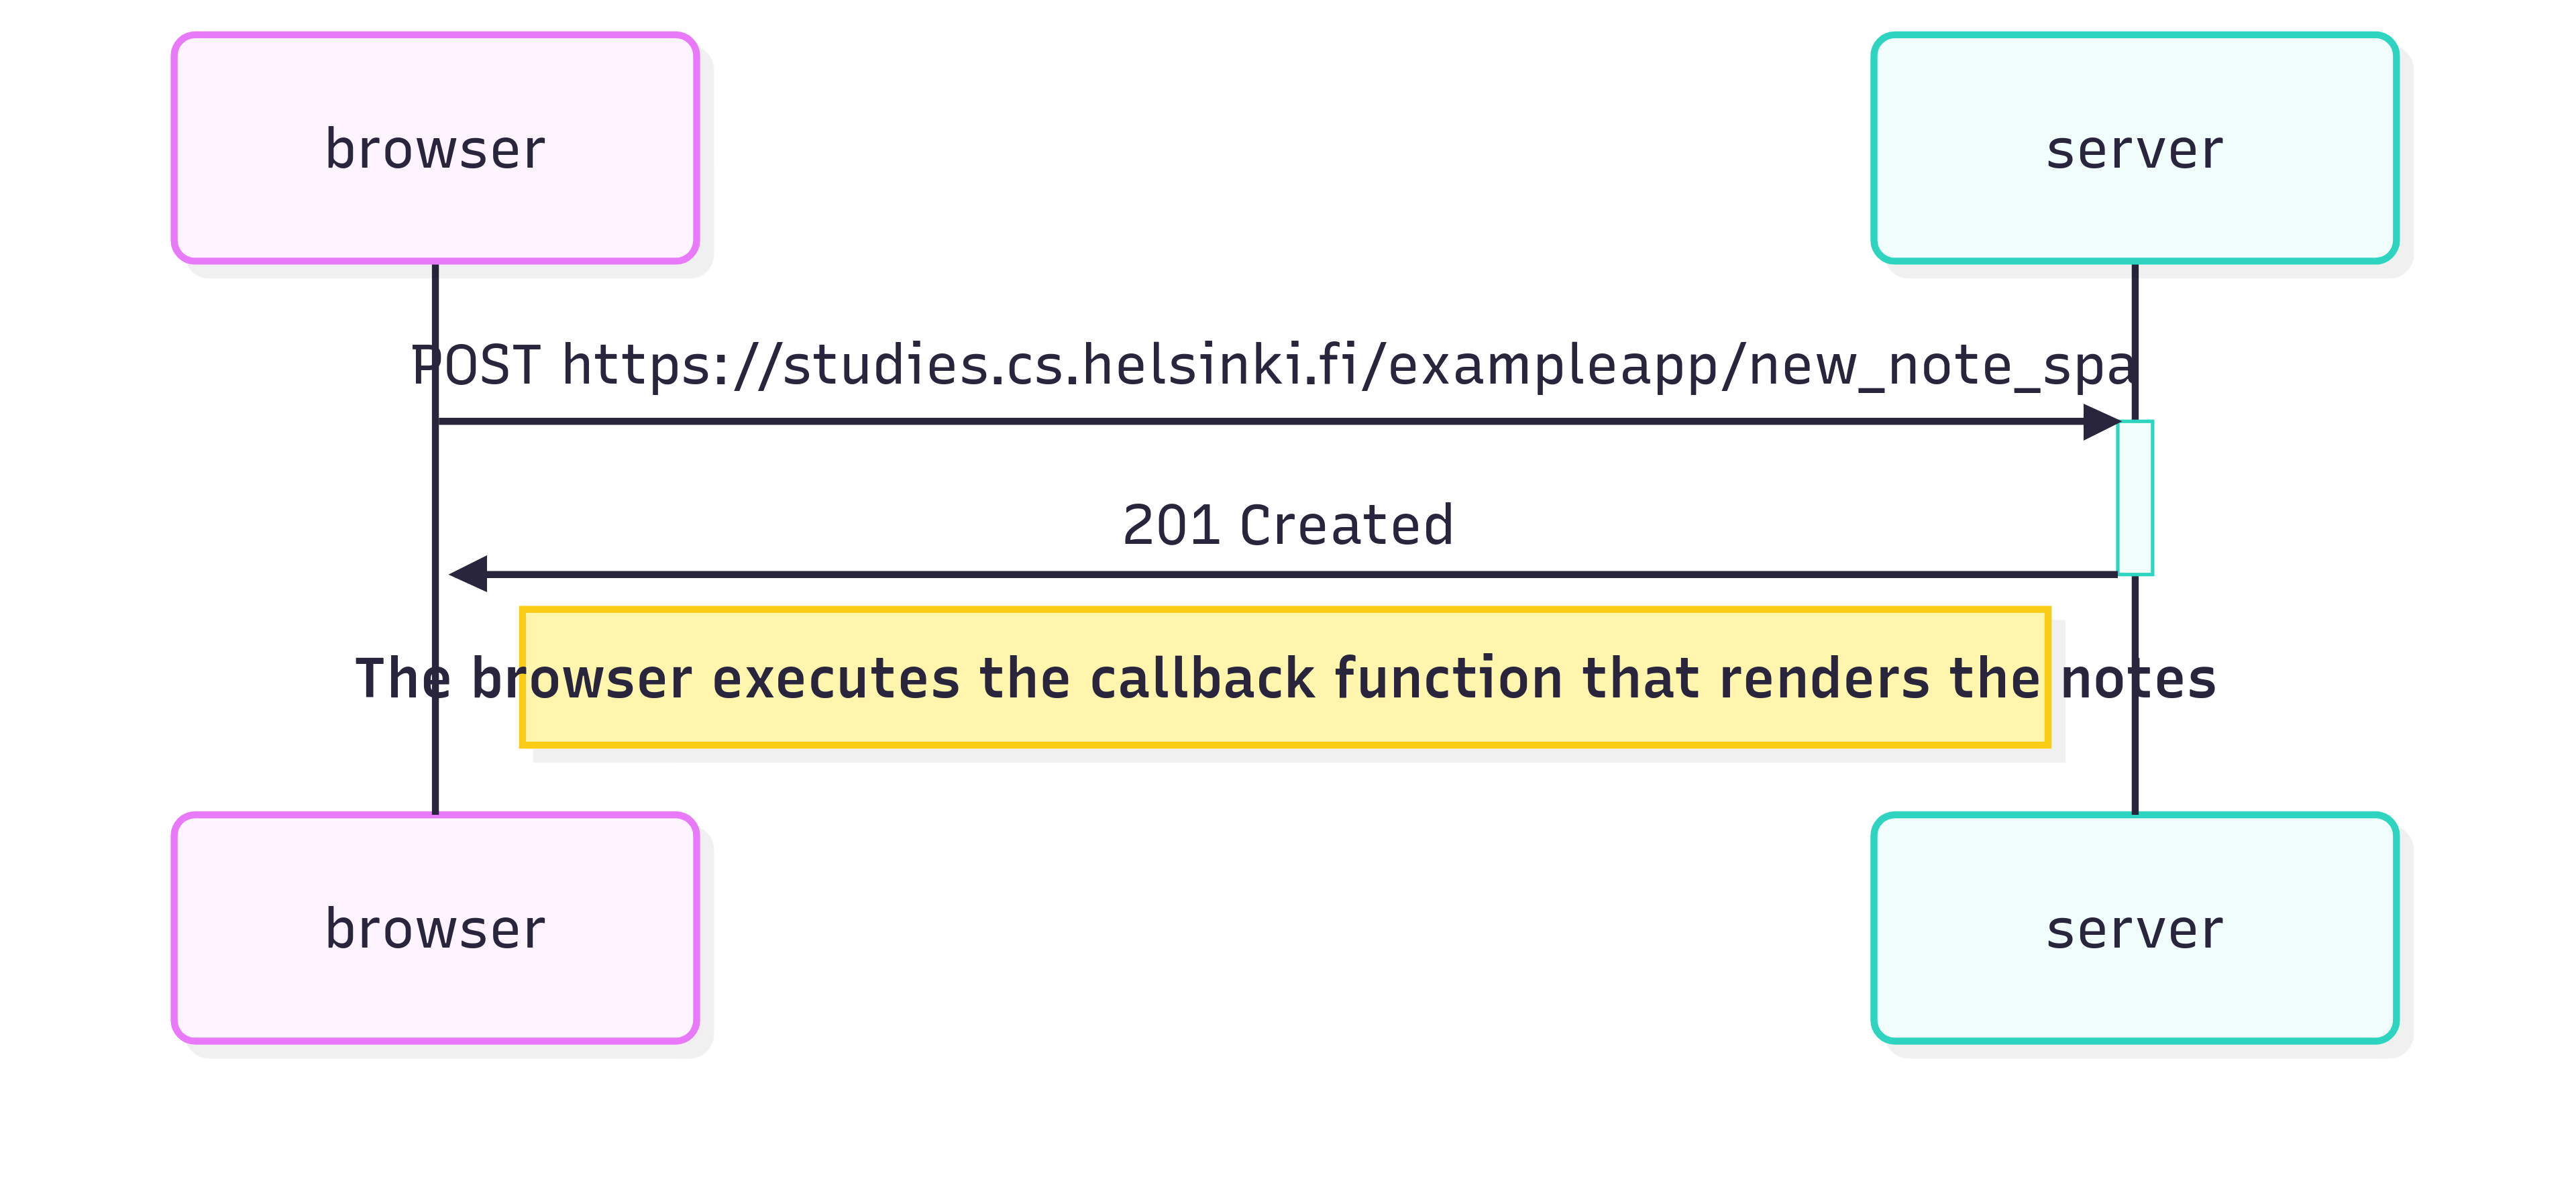 browser
server
POST https://studies.cs.helsinki.fi/exampleapp/new_note_spa
201 Created
The browser executes the callback function that renders the notes
browser
server